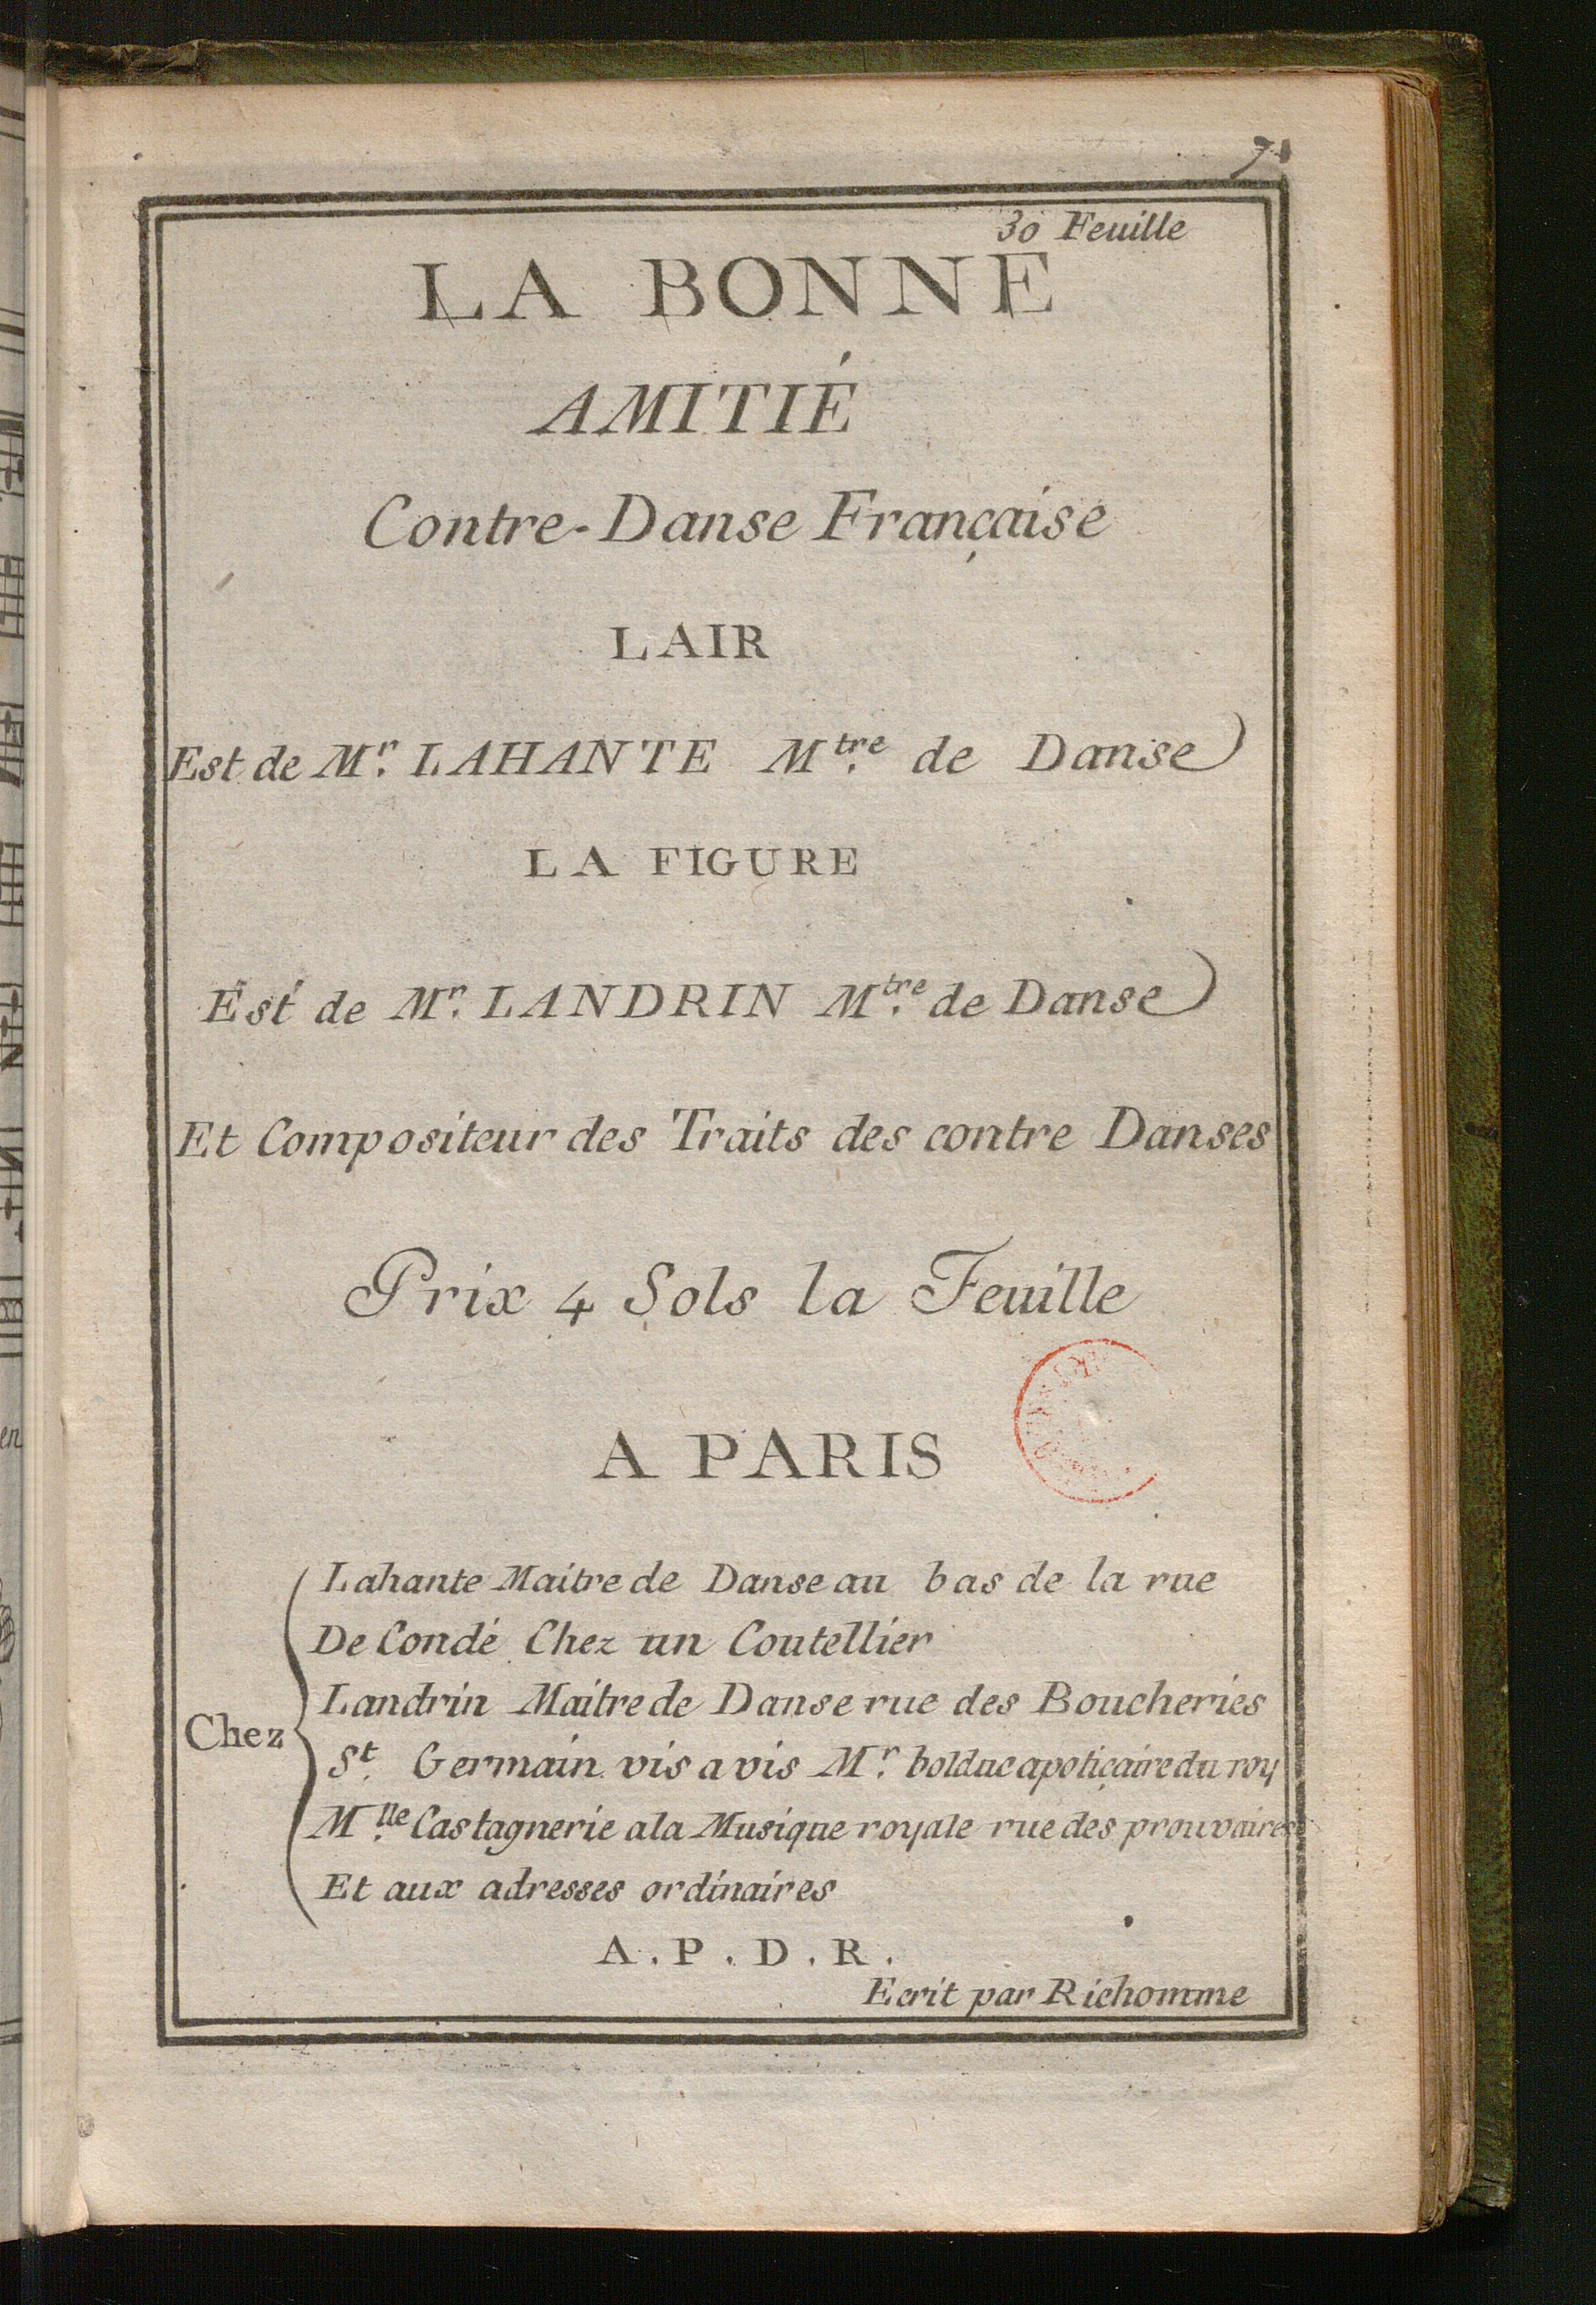 30 Feuille
LA BONNE
AMITIÉ
Contre-Danse Française
LAIR
Est de Mr. LAHANTE Mtre. de Danse
LA FIGURE
Est de Mr. LANDRIN Mtre. de Danse
Et Compositeur des Traits des contre Danses
Prix 4 Sols la Feuille
A PARIS
Chez
Lahante Maitre de Danse au bas de la rue
De Condé Chez un Coutellier
Landrin Maitre de Danse rue des Boucheries
St. Germain vis a vis Mr. bolduc apoticaire du roy
Mlle. Castagnerie a la Musique royale rue des prouvaires
Et aux adresses ordinaires
A.P.D.R.
Ecrit par Richomme